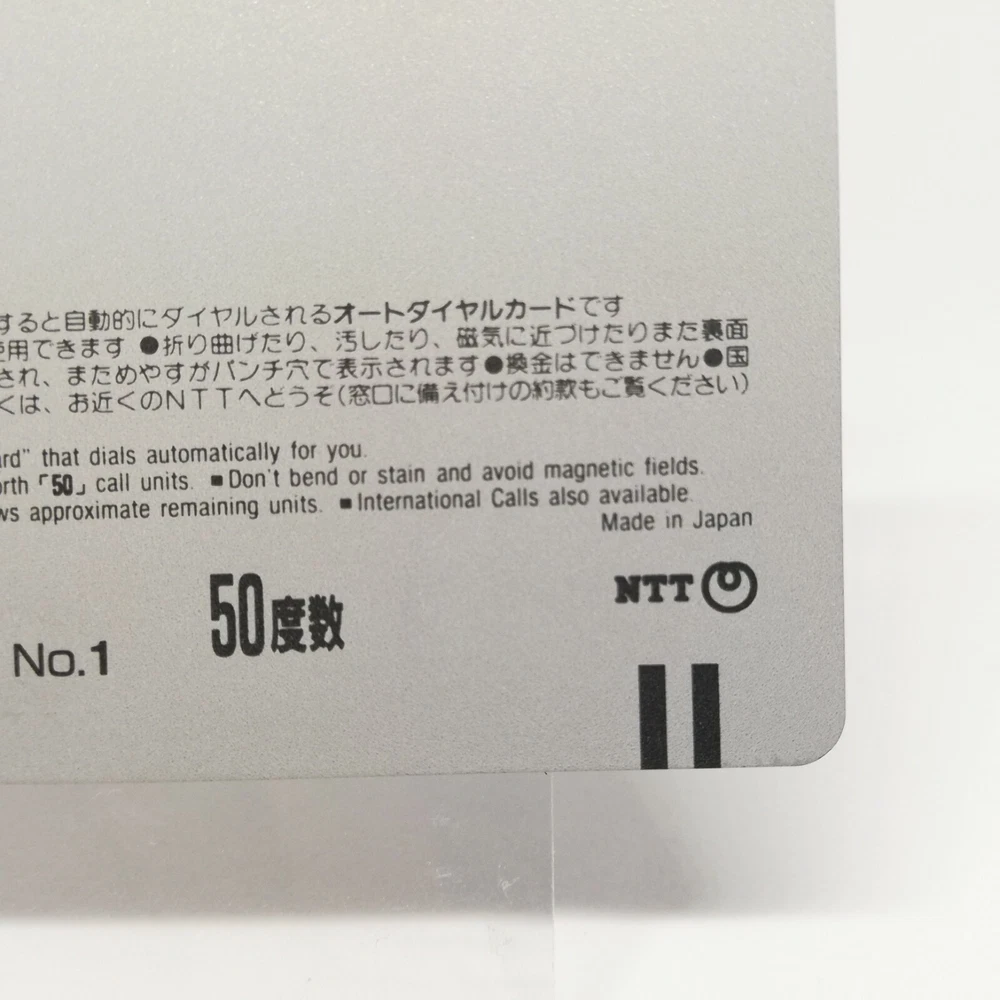 すると自動的にダイヤルされるオートダイヤルカードです
使用できます ●折り曲げたり、汚したり、磁気に近づけたりまた裏面
され、まためやすがパンチ穴で表示されます●換金はできません●国
くは、お近くのNTTへどうぞ(窓口に備え付けの約款もご覧ください)
ard" that dials automatically for you.
orth「50」call units. ■Don't bend or stain and avoid magnetic fields.
ws approximate remaining units. ■International Calls also available.
Made in Japan
NTT
50度数
No.1